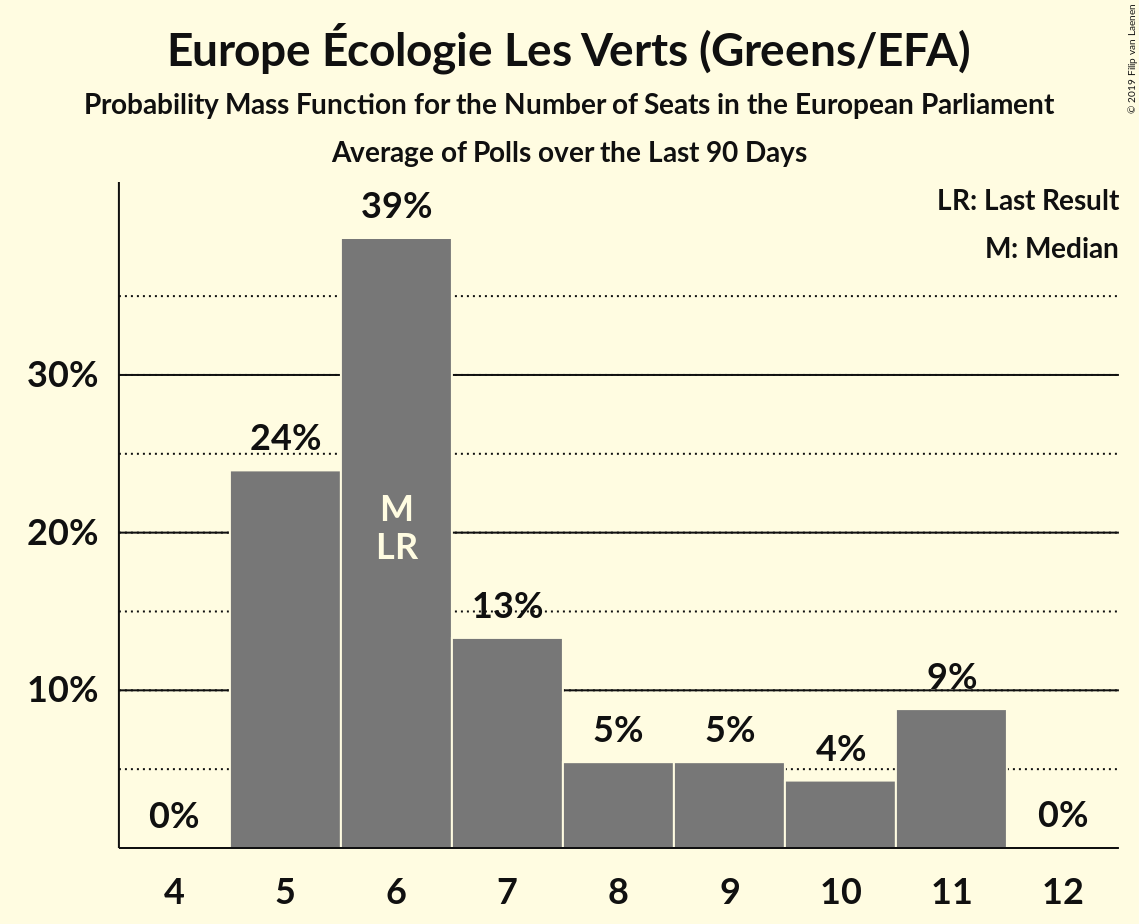 Europe Écologie Les Verts (Greens/EFA)
Probability Mass Function for the Number of Seats in the European Parliament
Average of Polls over the Last 90 Days
© 2019 Filip van Laenen
LR: Last Result
M: Median
39%
30%
24%
M
LR
20%
13%
10%
9%
5%
5%
4%
0%
0%
4 5 6 7 8 9 10 11 12